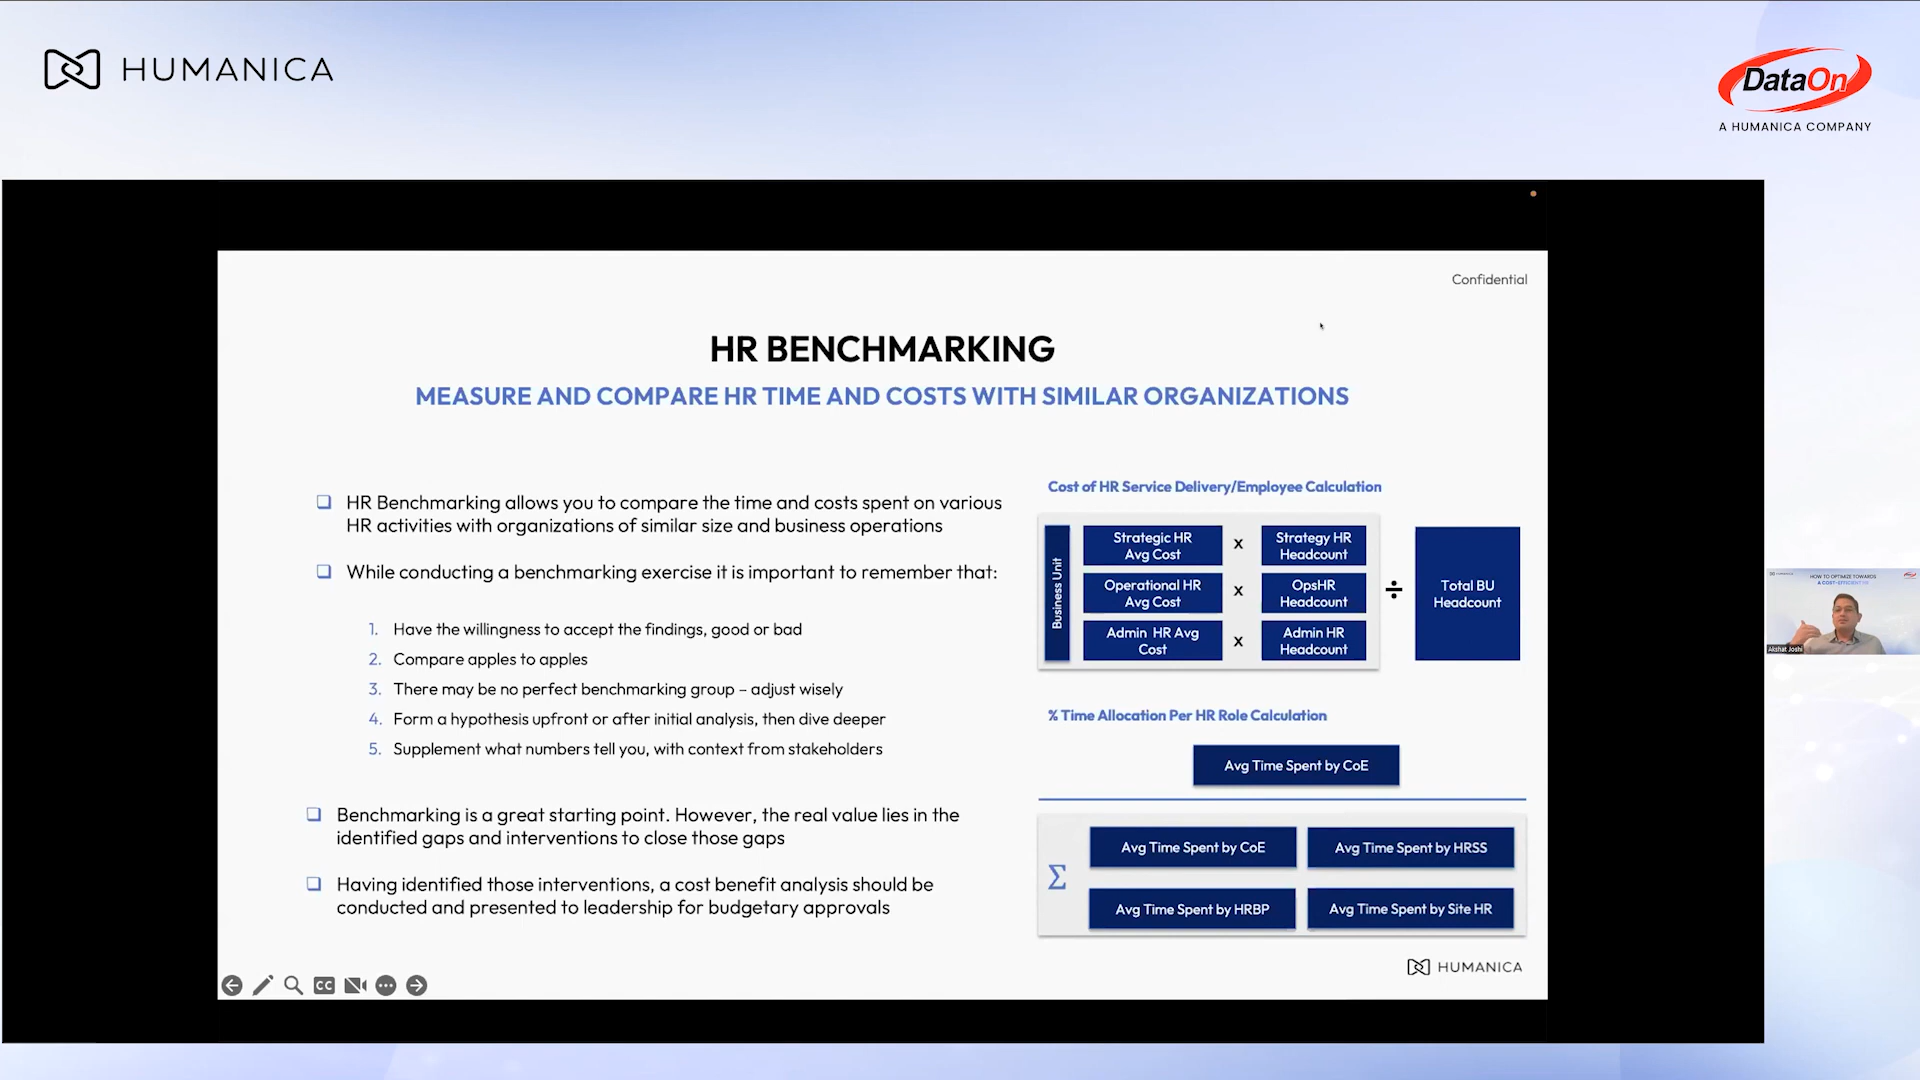 HUMANICA
DataOn
A HUMANICA COMPANY
Confidential
HR BENCHMARKING
MEASURE AND COMPARE HR TIME AND COSTS WITH SIMILAR ORGANIZATIONS
❑ HR Benchmarking allows you to compare the time and costs spent on various
HR activities with organizations of similar size and business operations
❑ While conducting a benchmarking exercise it is important to remember that:
1. Have the willingness to accept the findings, good or bad
2. Compare apples to apples
3. There may be no perfect benchmarking group – adjust wisely
4. Form a hypothesis upfront or after initial analysis, then dive deeper
5. Supplement what numbers tell you, with context from stakeholders
❑ Benchmarking is a great starting point. However, the real value lies in the
identified gaps and interventions to close those gaps
❑ Having identified those interventions, a cost benefit analysis should be
conducted and presented to leadership for budgetary approvals
Cost of HR Service Delivery/Employee Calculation
Business Unit
Strategic HR
Avg Cost
x
Strategy HR
Headcount
Operational HR
Avg Cost
x
OpsHR
Headcount
Admin HR Avg
Cost
x
Admin HR
Headcount
÷
Total BU
Headcount
% Time Allocation Per HR Role Calculation
Avg Time Spent by CoE
Σ
Avg Time Spent by CoE
Avg Time Spent by HRSS
Avg Time Spent by HRBP
Avg Time Spent by Site HR
HUMANICA
CC
HOW TO OPTIMIZE TOWARDS
A COST-EFFICIENT HR
Akshat Joshi